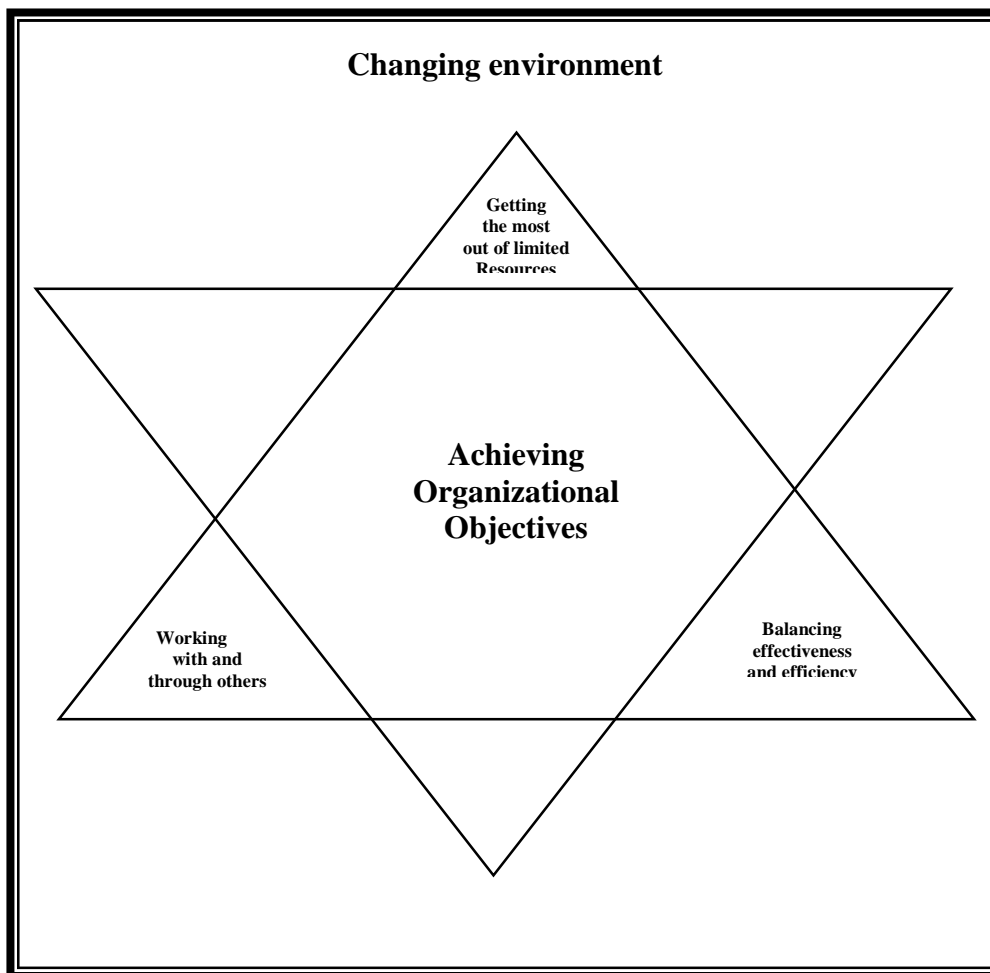 Changing environment
Getting
the most
out of limited
Resources
Achieving
Organizational
Objectives
Working
with and
through others
Balancing
effectiveness
and efficiency